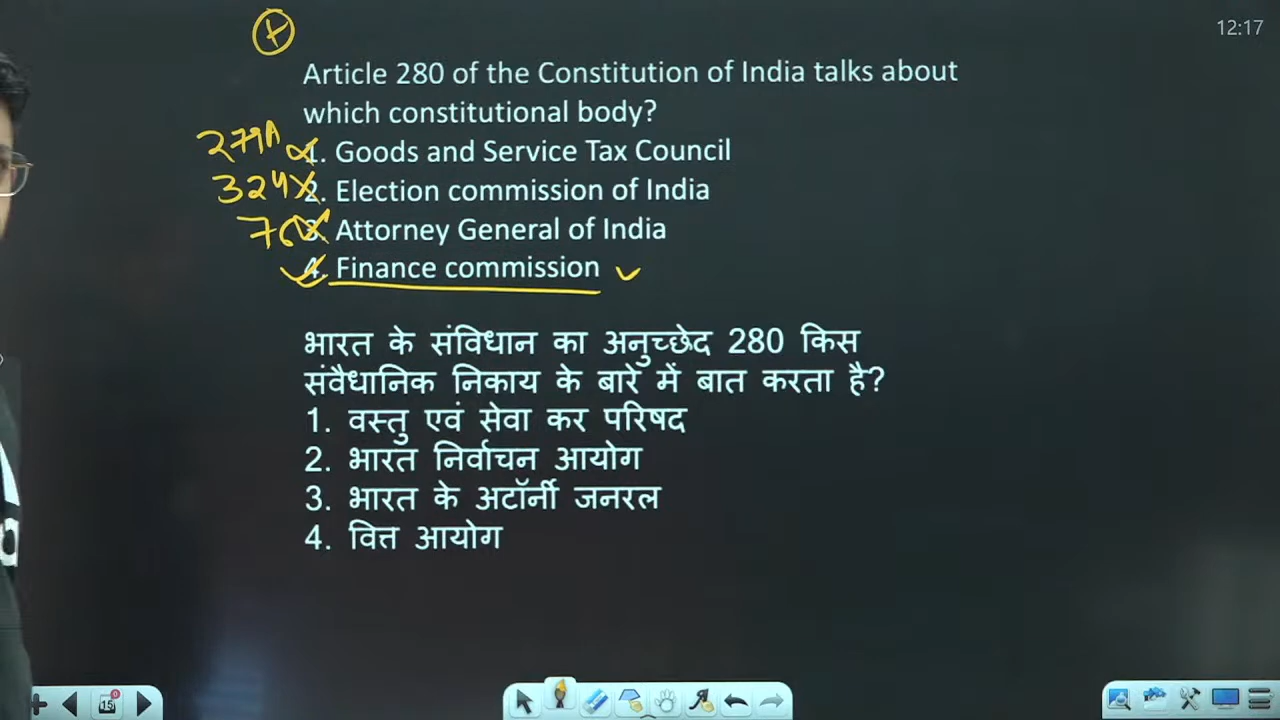 12:17
Article 280 of the Constitution of India talks about
which constitutional body?
279A 1. Goods and Service Tax Council
324 2. Election commission of India
76 3. Attorney General of India
4. Finance commission
भारत के संविधान का अनुच्छेद 280 किस
संवैधानिक निकाय के बारे में बात करता है?
1. वस्तु एवं सेवा कर परिषद
2. भारत निर्वाचन आयोग
3. भारत के अटॉर्नी जनरल
4. वित्त आयोग